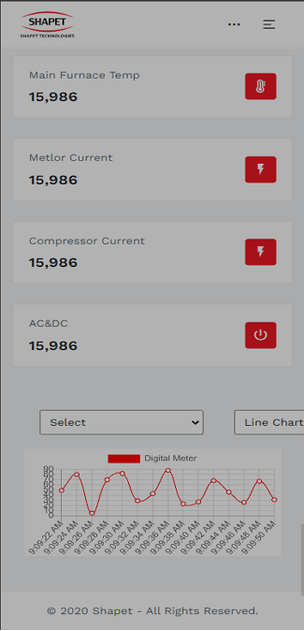 SHAPET
SHAPET TECHNOLOGIES
Main Furnace Temp
15,986
Metlor Current
15,986
Compressor Current
15,986
AC&DC
15,986
Select
Line Chart
Digital Meter
90
80
70
60
50
40
30
20
10
0
9:09:22 AM
9:09:24 AM
9:09:26 AM
9:09:28 AM
9:09:30 AM
9:09:32 AM
9:09:34 AM
9:09:36 AM
9:09:38 AM
9:09:40 AM
9:09:42 AM
9:09:44 AM
9:09:46 AM
9:09:48 AM
9:09:50 AM
© 2020 Shapet - All Rights Reserved.